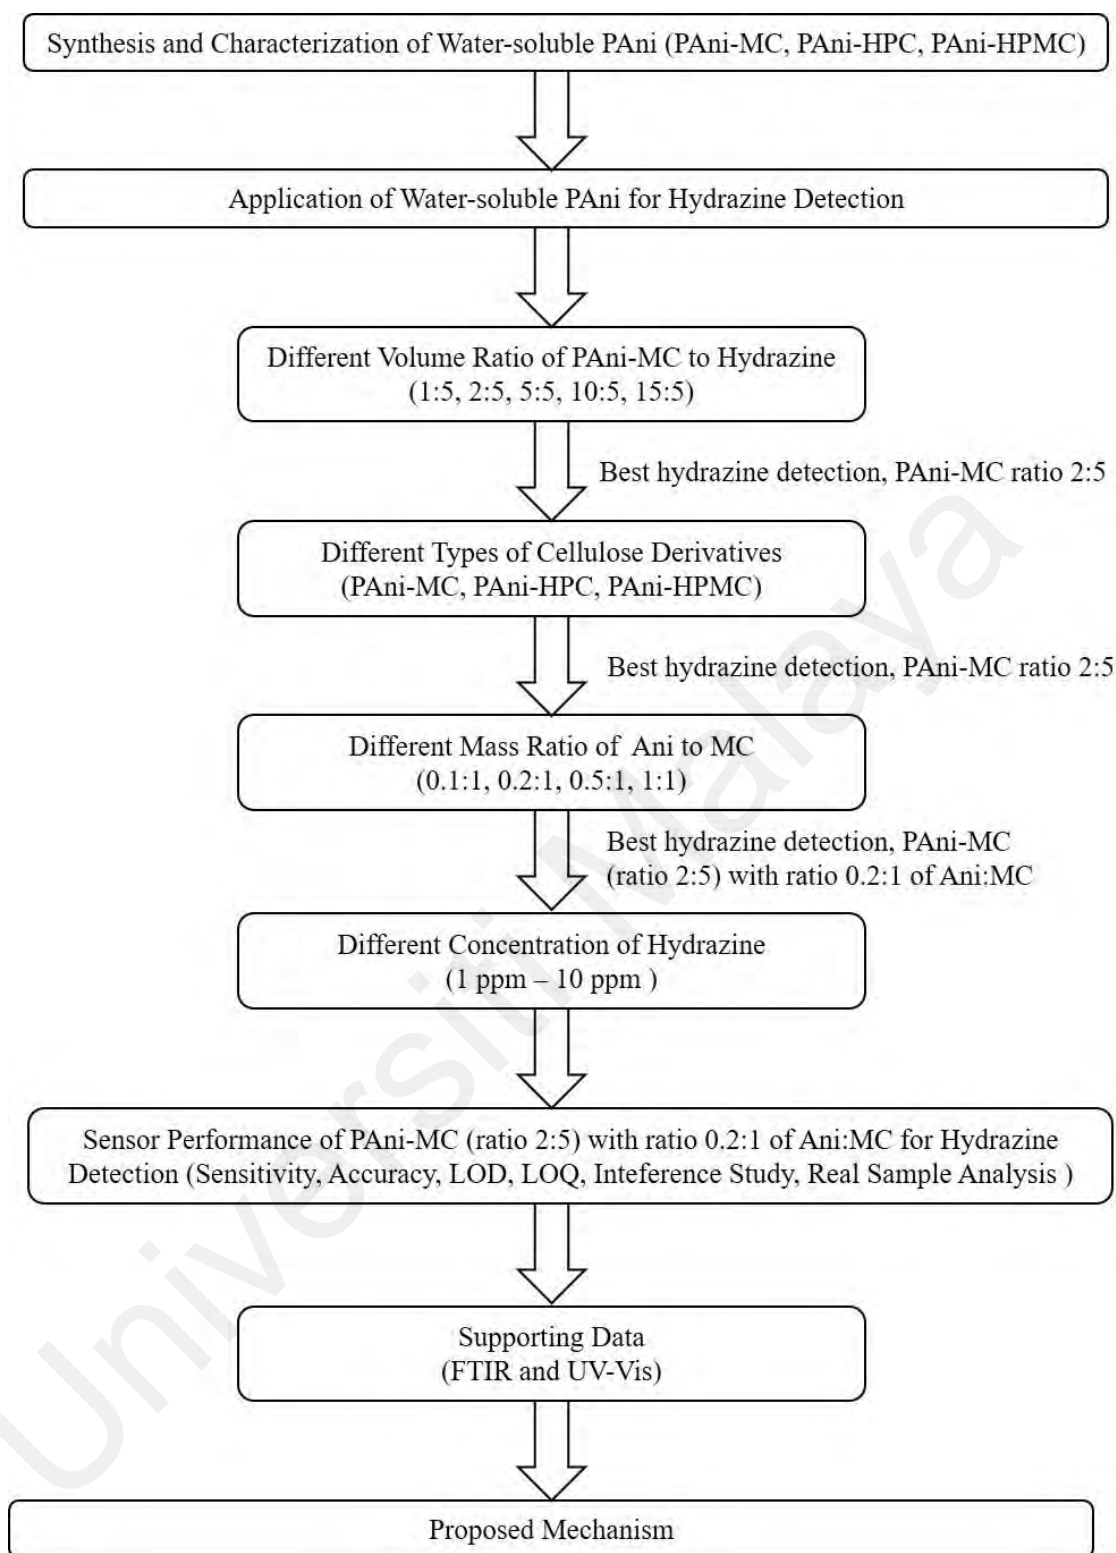 Synthesis and Characterization of Water-soluble PAni (PAni-MC, PAni-HPC, PAni-HPMC)
Application of Water-soluble PAni for Hydrazine Detection
Different Volume Ratio of PAni-MC to Hydrazine
(1:5, 2:5, 5:5, 10:5, 15:5)
Best hydrazine detection, PAni-MC ratio 2:5
Different Types of Cellulose Derivatives
(PAni-MC, PAni-HPC, PAni-HPMC)
Best hydrazine detection, PAni-MC ratio 2:5
Different Mass Ratio of Ani to MC
(0.1:1, 0.2:1, 0.5:1, 1:1)
Best hydrazine detection, PAni-MC
(ratio 2:5) with ratio 0.2:1 of Ani:MC
Different Concentration of Hydrazine
(1 ppm – 10 ppm )
Sensor Performance of PAni-MC (ratio 2:5) with ratio 0.2:1 of Ani:MC for Hydrazine
Detection (Sensitivity, Accuracy, LOD, LOQ, Inteference Study, Real Sample Analysis )
Supporting Data
(FTIR and UV-Vis)
Proposed Mechanism
Universiti Malaya